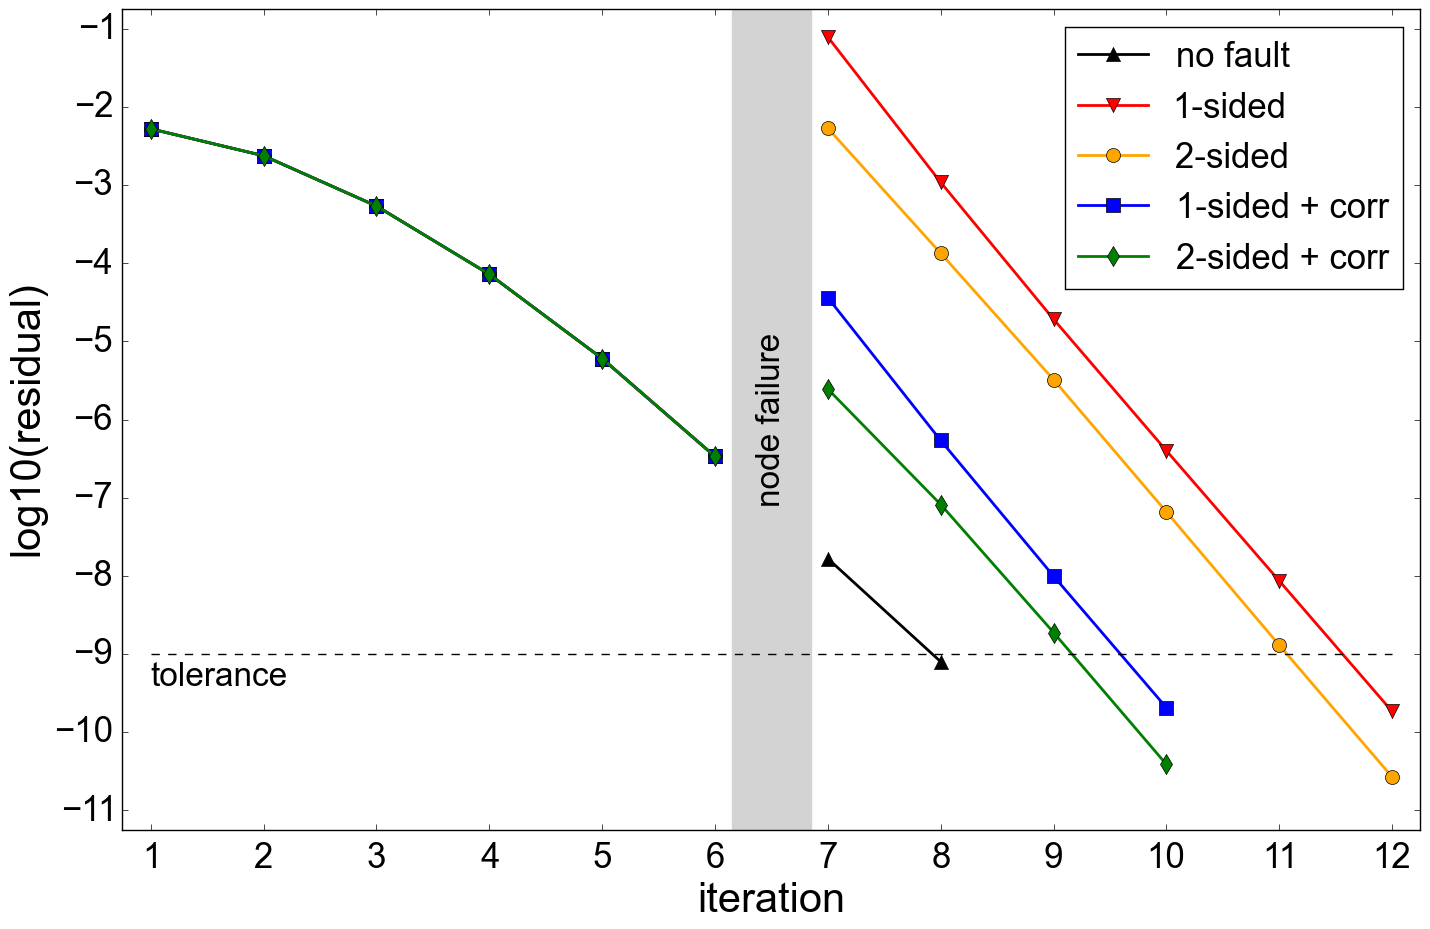 −1
−2
−3
−4
−5
−6
−7
−8
−9
−10
−11
log10(residual)
node failure
tolerance
no fault
1-sided
2-sided
1-sided + corr
2-sided + corr
1 2 3 4 5 6 7 8 9 10 11 12
iteration